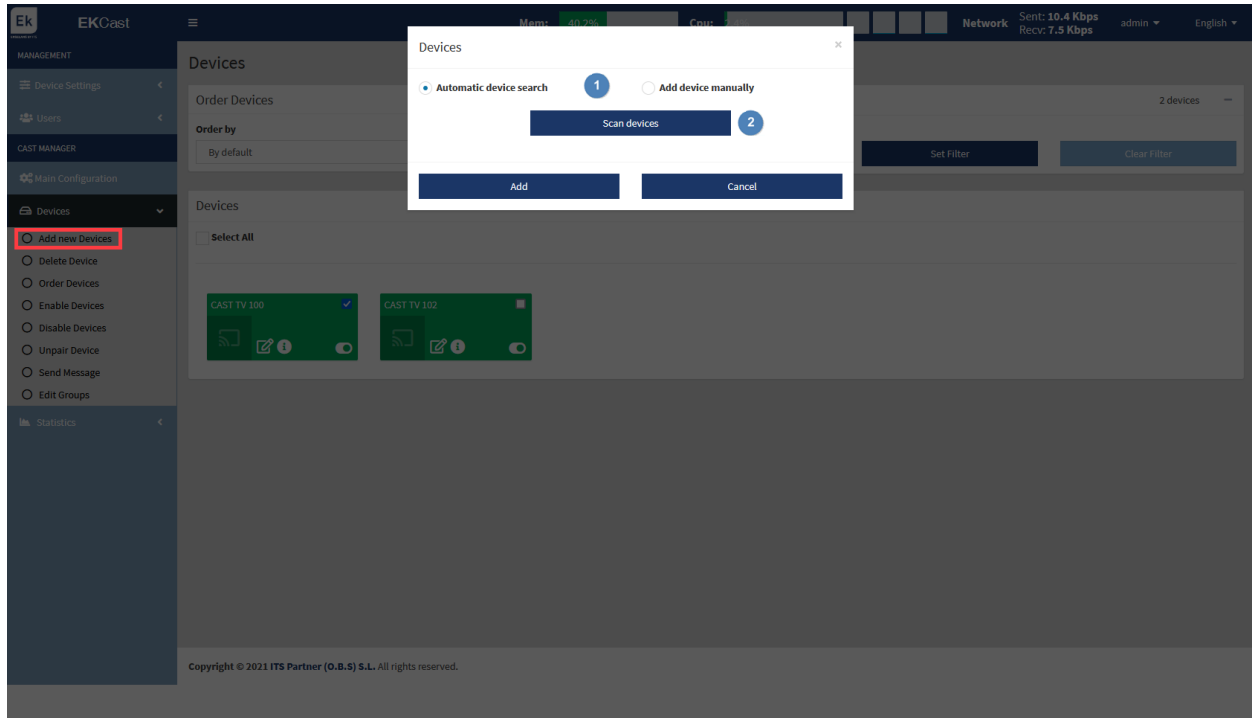 Ek
EKCast
Mem: 40.2%
Cpu:
Network
Sent: 10.4 Kbps
Recv: 7.5 Kbps
admin
English
MANAGEMENT
Device Settings
Users
CAST MANAGER
Main Configuration
Devices
Add new Devices
Delete Device
Order Devices
Enable Devices
Disable Devices
Unpair Device
Send Message
Edit Groups
Statistics
Devices
Order Devices
2 devices
Order by
By default
Set Filter
Clear Filter
Devices
×
Automatic device search
1
Add device manually
Scan devices
2
Add
Cancel
Devices
Select All
CAST TV 100
CAST TV 102
Copyright © 2021 ITS Partner (O.B.S) S.L. All rights reserved.